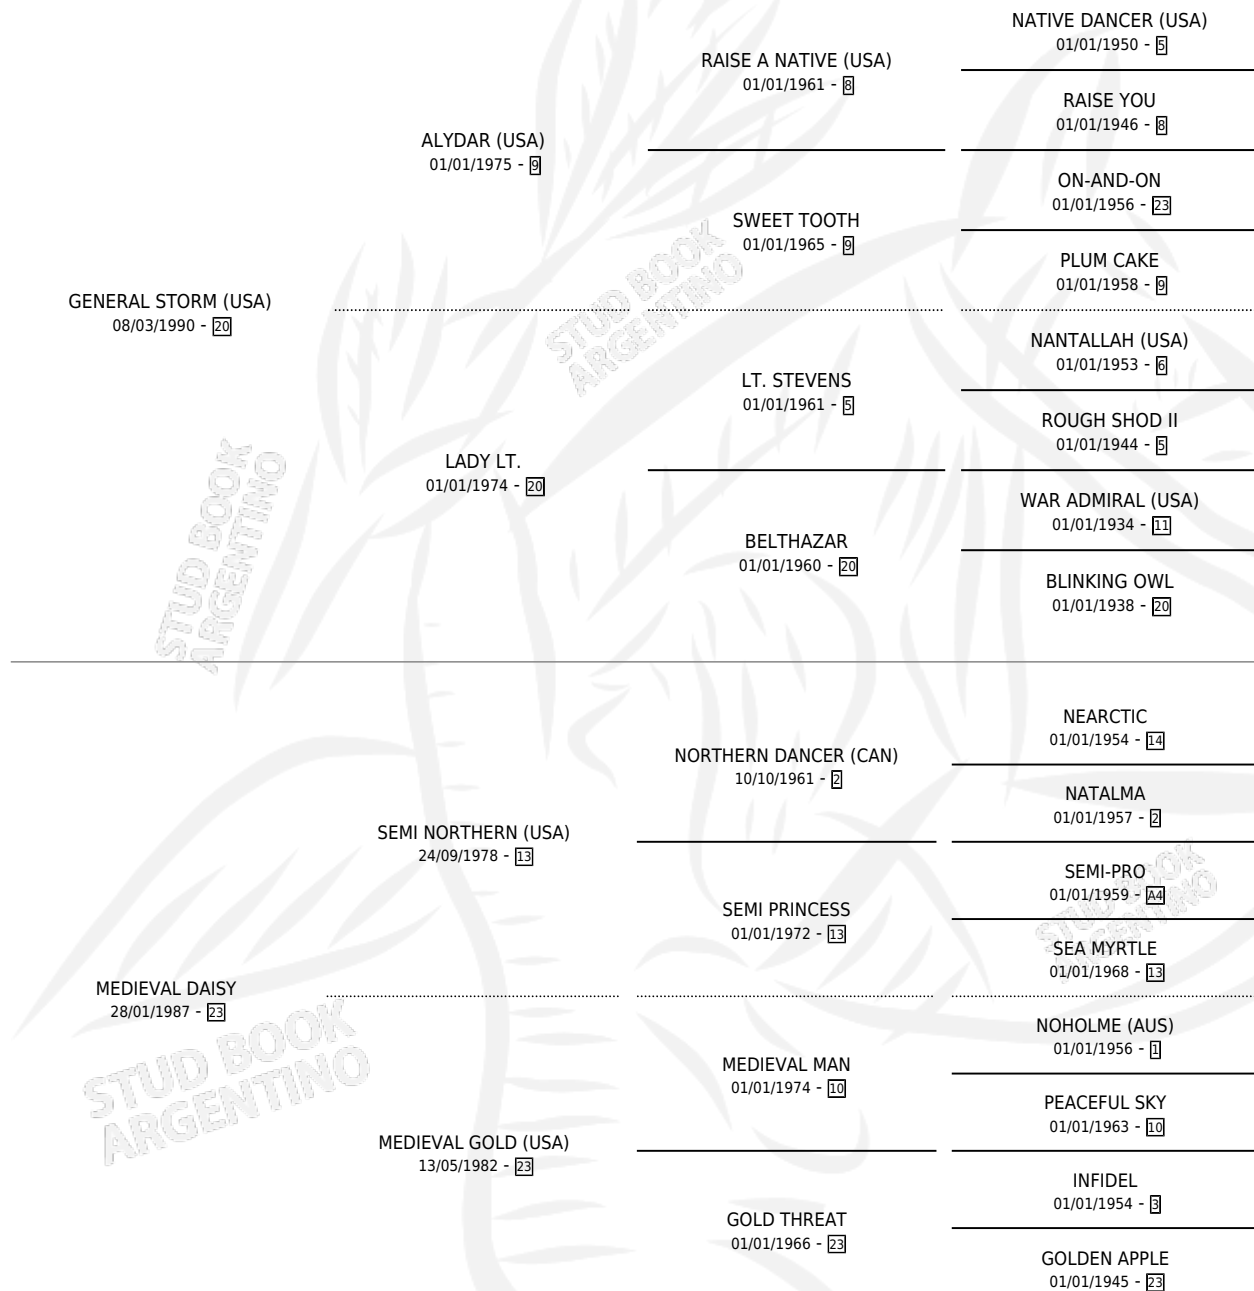 NATIVE DANCER (USA)
01/01/1950 - 5
RAISE A NATIVE (USA)
01/01/1961 - 8
RAISE YOU
01/01/1946 - 8
ALYDAR (USA)
01/01/1975 - 9
ON-AND-ON
01/01/1956 - 23
SWEET TOOTH
01/01/1965 - 9
PLUM CAKE
01/01/1958 - 9
GENERAL STORM (USA)
08/03/1990 - 20
NANTALLAH (USA)
01/01/1953 - 6
LT. STEVENS
01/01/1961 - 5
ROUGH SHOD II
01/01/1944 - 5
LADY LT.
01/01/1974 - 20
WAR ADMIRAL (USA)
01/01/1934 - 11
BELTHAZAR
01/01/1960 - 20
BLINKING OWL
01/01/1938 - 20
NEARCTIC
01/01/1954 - 14
NORTHERN DANCER (CAN)
10/10/1961 - 2
NATALMA
01/01/1957 - 2
SEMI NORTHERN (USA)
24/09/1978 - 13
SEMI-PRO
01/01/1959 - A4
SEMI PRINCESS
01/01/1972 - 13
SEA MYRTLE
01/01/1968 - 13
MEDIEVAL DAISY
28/01/1987 - 23
NOHOLME (AUS)
01/01/1956 - 1
MEDIEVAL MAN
01/01/1974 - 10
PEACEFUL SKY
01/01/1963 - 10
MEDIEVAL GOLD (USA)
13/05/1982 - 23
INFIDEL
01/01/1954 - 3
GOLD THREAT
01/01/1966 - 23
GOLDEN APPLE
01/01/1945 - 23
STUD BOOK
ARGENTINO
STUD BOOK
ARGENTINO
STUD BOOK
ARGENTINO
STUD BOOK
ARGENTINO